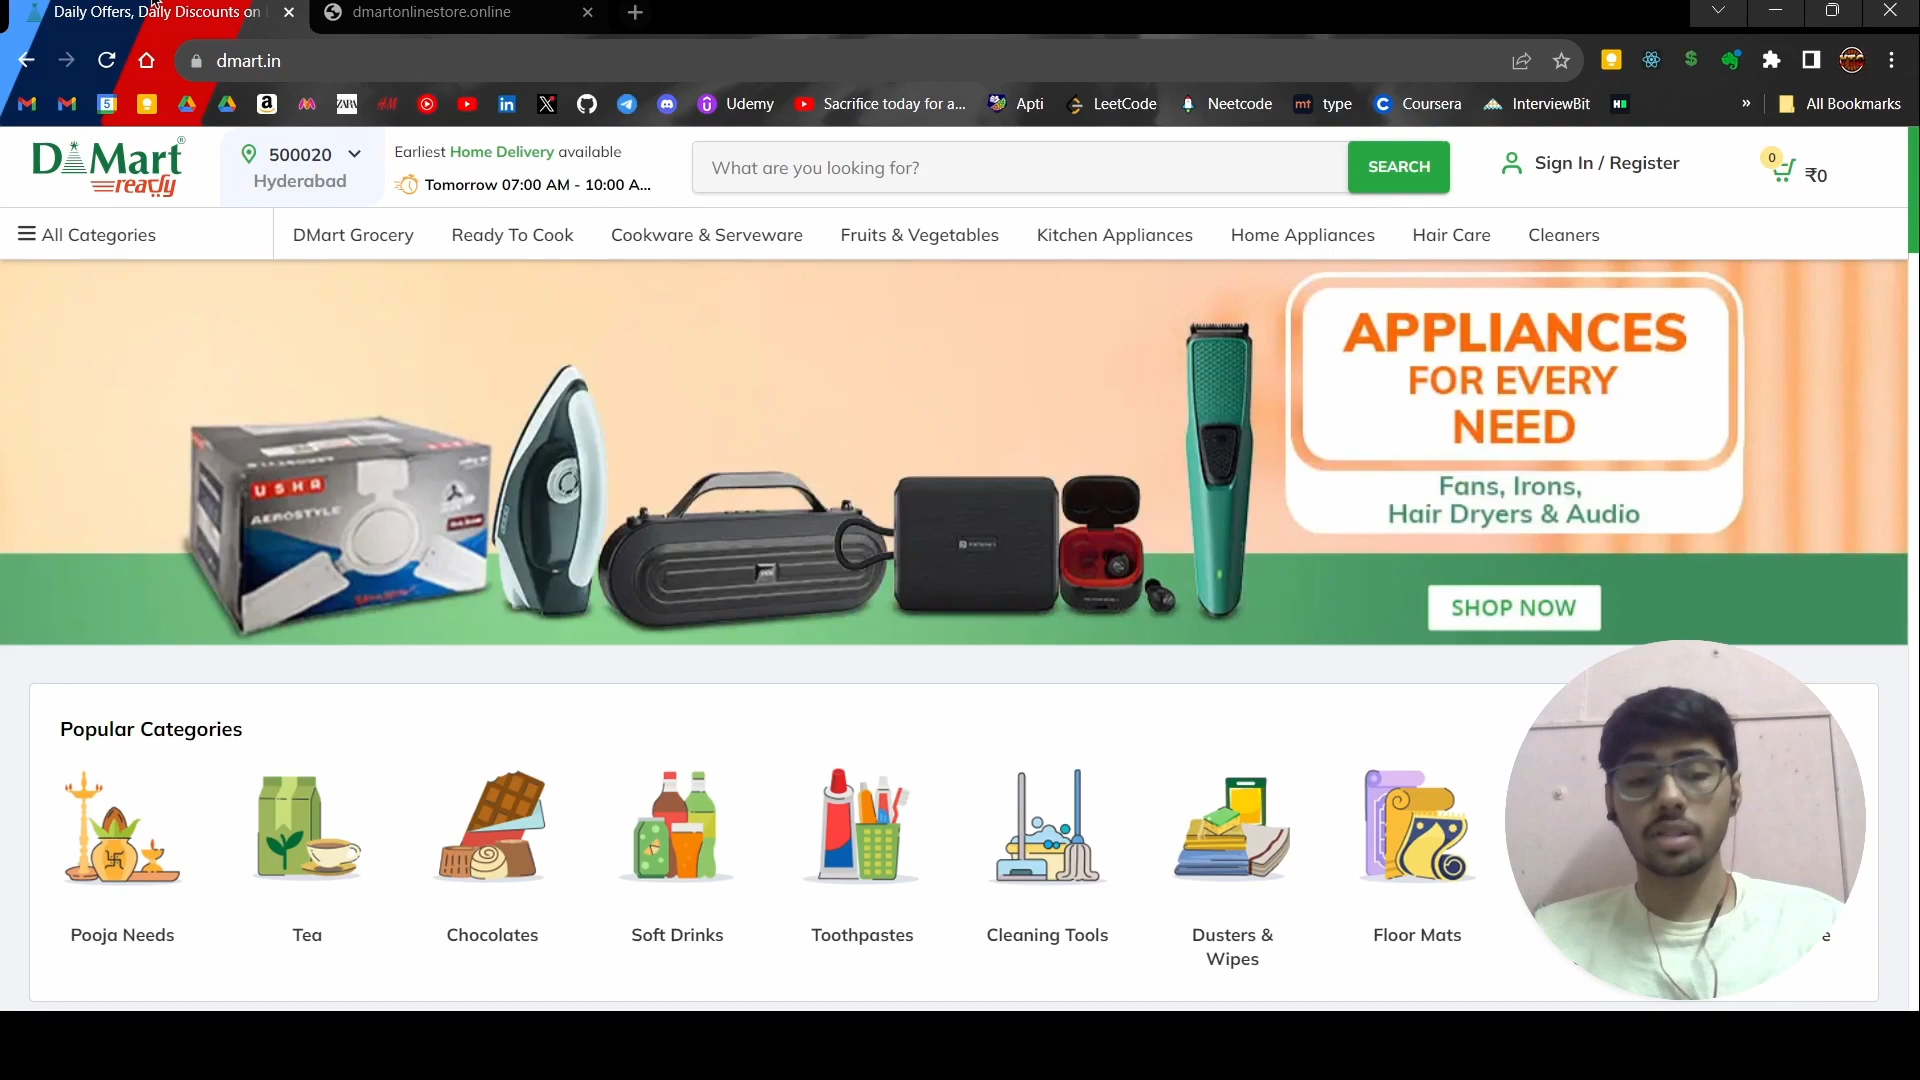 Daily Offers, Daily Discounts on
dmartonlinestore.online
dmart.in
Udemy
Sacrifice today for a...
Apti
LeetCode
Neetcode
mt type
Coursera
InterviewBit
All Bookmarks
D Mart ready
500020
Hyderabad
Earliest Home Delivery available
Tomorrow 07:00 AM - 10:00 A...
What are you looking for?
SEARCH
Sign In / Register
0
₹0
All Categories
DMart Grocery
Ready To Cook
Cookware & Serveware
Fruits & Vegetables
Kitchen Appliances
Home Appliances
Hair Care
Cleaners
APPLIANCES
FOR EVERY
NEED
Fans, Irons,
Hair Dryers & Audio
SHOP NOW
USHA
AEROSTYLE
Popular Categories
Pooja Needs
Tea
Chocolates
Soft Drinks
Toothpastes
Cleaning Tools
Dusters &
Wipes
Floor Mats